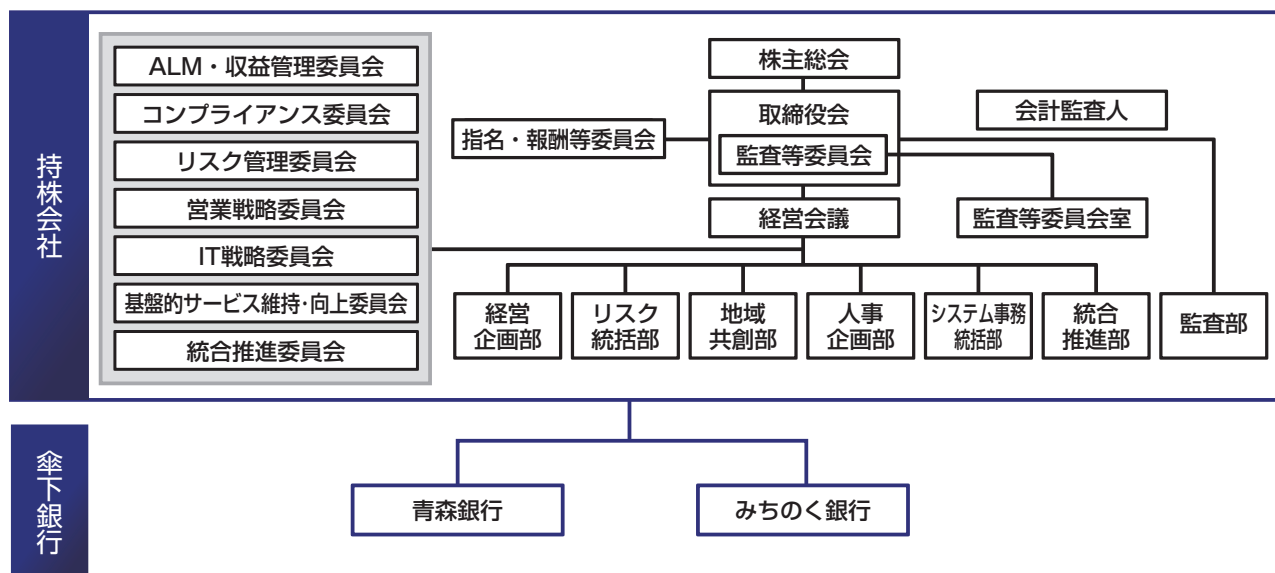 持株会社
ALM・収益管理委員会
コンプライアンス委員会
リスク管理委員会
営業戦略委員会
IT戦略委員会
基盤的サービス維持・向上委員会
統合推進委員会
株主総会
取締役会
監査等委員会
指名・報酬等委員会
会計監査人
経営会議
監査等委員会室
経営
企画部
リスク
統括部
地域
共創部
人事
企画部
システム事務
統括部
統合
推進部
監査部
傘下銀行
青森銀行
みちのく銀行